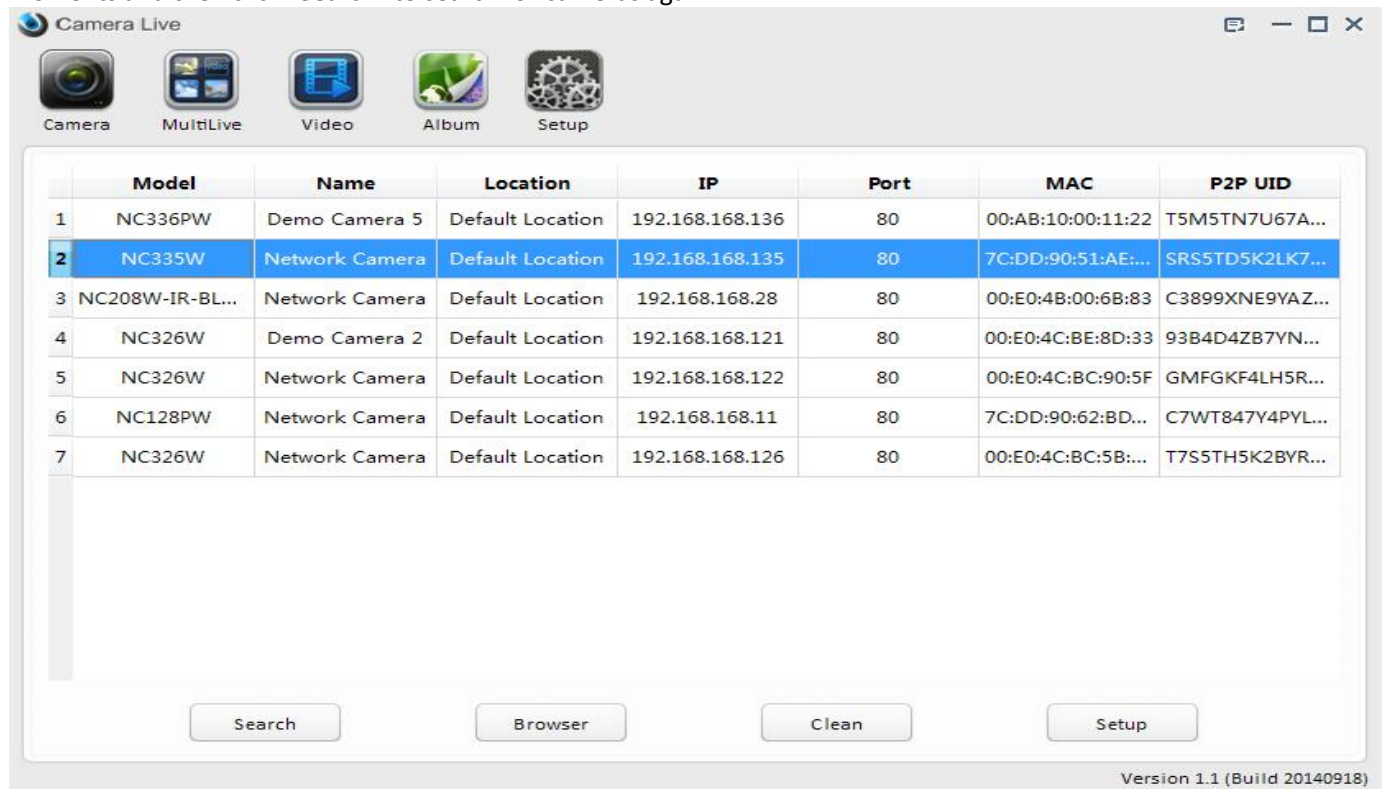 Camera Live
Camera MultiLive Video Album Setup
Model Name Location IP Port MAC P2P UID
1 NC336PW Demo Camera 5 Default Location 192.168.168.136 80 00:AB:10:00:11:22 T5M5TN7U67A...
2 NC335W Network Camera Default Location 192.168.168.135 80 7C:DD:90:51:AE:... SRS5TD5K2LK7...
3 NC208W-IR-BL... Network Camera Default Location 192.168.168.28 80 00:E0:4B:00:6B:83 C3899XNE9YAZ...
4 NC326W Demo Camera 2 Default Location 192.168.168.121 80 00:E0:4C:BE:8D:33 93B4D4ZB7YN...
5 NC326W Network Camera Default Location 192.168.168.122 80 00:E0:4C:BC:90:5F GMFGKF4LH5R...
6 NC128PW Network Camera Default Location 192.168.168.11 80 7C:DD:90:62:BD... C7WT847Y4PYL...
7 NC326W Network Camera Default Location 192.168.168.126 80 00:E0:4C:BC:5B:... T7S5TH5K2BYR...
Search Browser Clean Setup
Version 1.1 (Build 20140918)